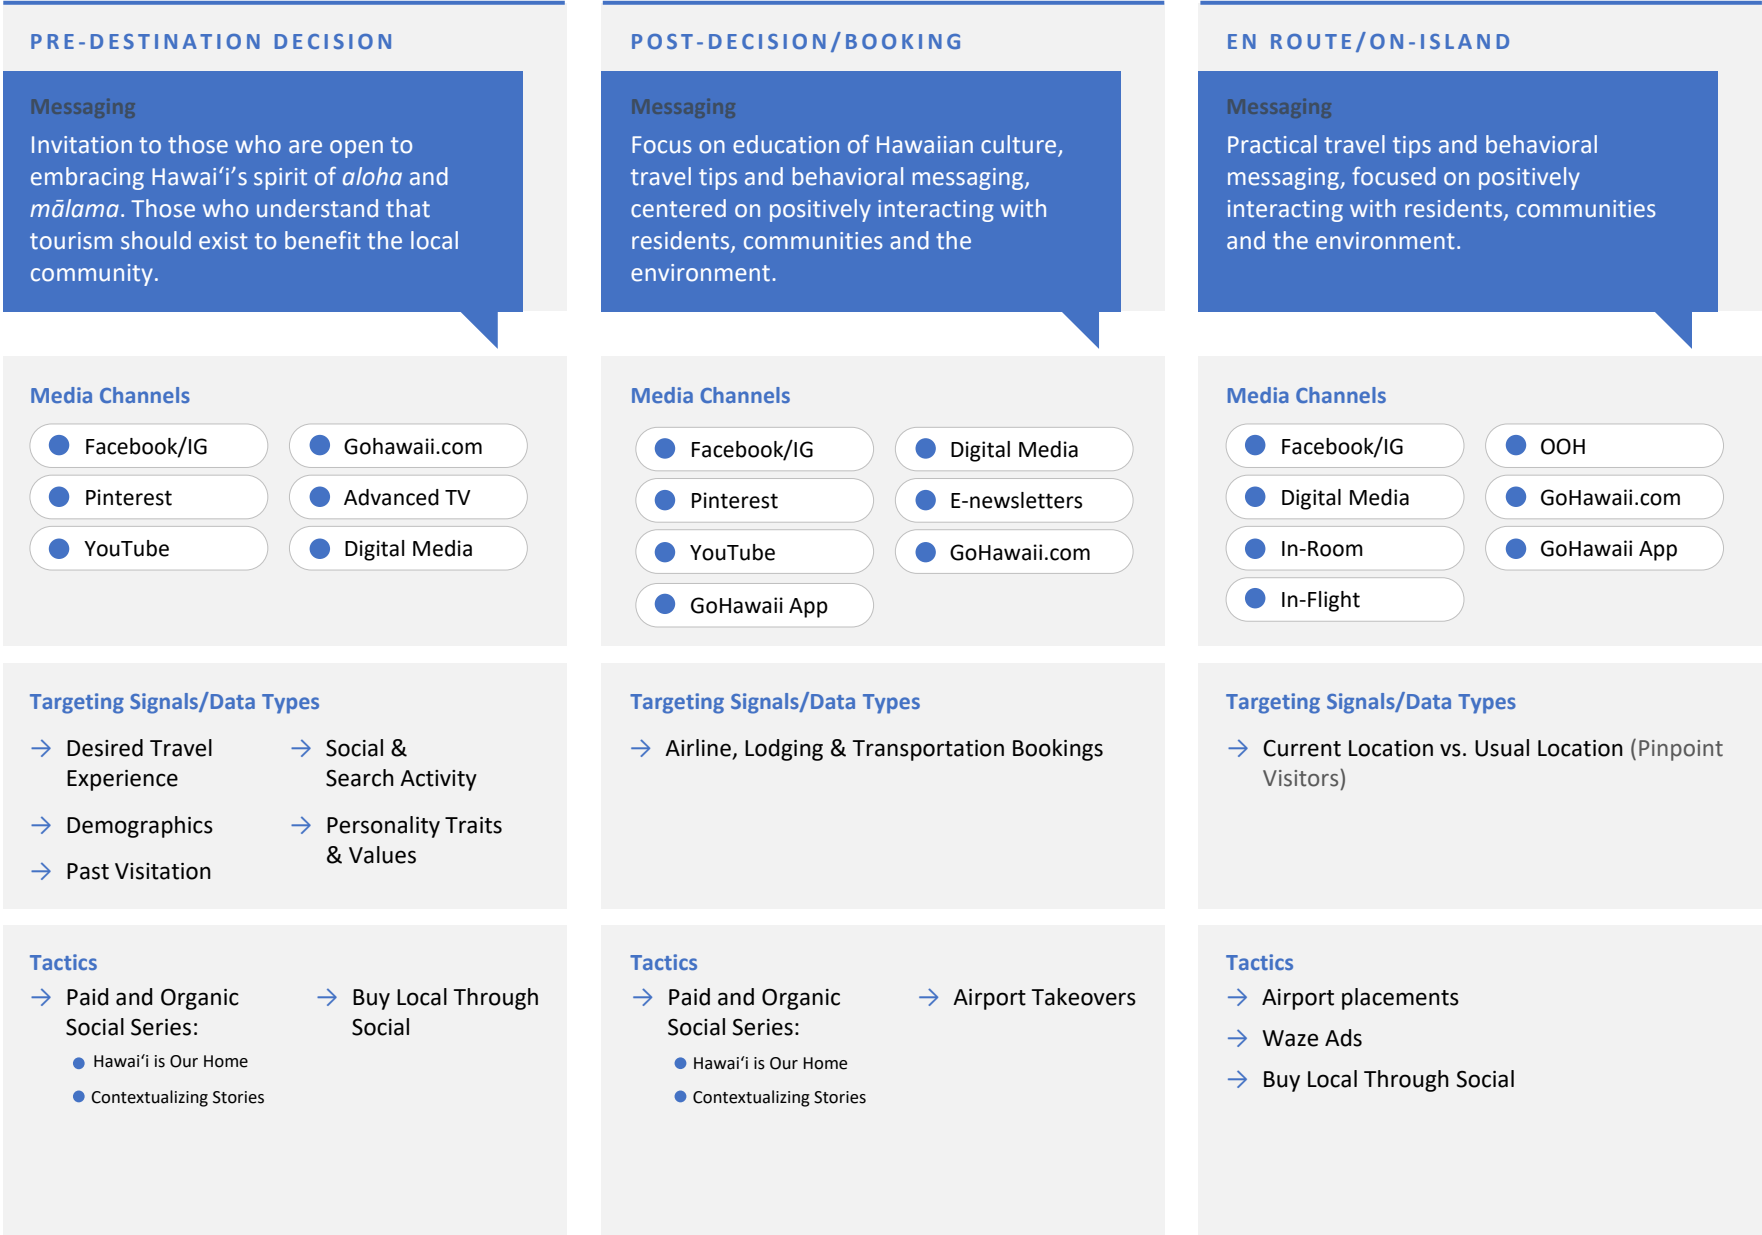 PRE-DESTINATION DECISION
Messaging
Invitation to those who are open to
embracing Hawaiʻi’s spirit of aloha and
mālama. Those who understand that
tourism should exist to benefit the local
community.
Media Channels
Facebook/IG
Gohawaii.com
Pinterest
Advanced TV
YouTube
Digital Media
Targeting Signals/Data Types
Desired Travel
Experience
Social &
Search Activity
Demographics
Personality Traits
& Values
Past Visitation
Tactics
Paid and Organic
Social Series:
Hawaiʻi is Our Home
Contextualizing Stories
Buy Local Through
Social
POST-DECISION/BOOKING
Messaging
Focus on education of Hawaiian culture,
travel tips and behavioral messaging,
centered on positively interacting with
residents, communities and the
environment.
Media Channels
Facebook/IG
Digital Media
Pinterest
E-newsletters
YouTube
GoHawaii.com
GoHawaii App
Targeting Signals/Data Types
Airline, Lodging & Transportation Bookings
Tactics
Paid and Organic
Social Series:
Hawaiʻi is Our Home
Contextualizing Stories
Airport Takeovers
EN ROUTE/ON-ISLAND
Messaging
Practical travel tips and behavioral
messaging, focused on positively
interacting with residents, communities
and the environment.
Media Channels
Facebook/IG
OOH
Digital Media
GoHawaii.com
In-Room
GoHawaii App
In-Flight
Targeting Signals/Data Types
Current Location vs. Usual Location (Pinpoint
Visitors)
Tactics
Airport placements
Waze Ads
Buy Local Through Social